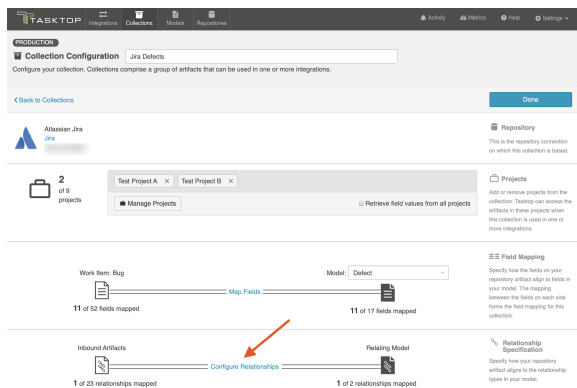 TASKTOP
Integrations
Collections
Models
Repositories
Activity
Metrics
Help
Settings
PRODUCTION
Collection Configuration
Jira Defects
Configure your collection. Collections comprise a group of artifacts that can be used in one or more integrations.
Back to Collections
Done
Atlassian Jira
Jira
Repository
This is the repository connection
on which this collection is based.
2
of 9
projects
Test Project A ×
Test Project B ×
Manage Projects
Retrieve field values from all projects
Projects
Add or remove projects from the
collection. Tasktop can access the
artifacts in these projects when
this collection is used in one or
more integrations.
Work Item: Bug
Model: Defect
Map Fields
11 of 52 fields mapped
11 of 17 fields mapped
Field Mapping
Specify how the fields on your
repository artifact align to fields in
your model. The mapping
between the fields on each side
forms the field mapping for this
collection.
Inbound Artifacts
Relating Model
Configure Relationships
1 of 23 relationships mapped
1 of 2 relationships mapped
Relationship
Specification
Specify how your repository
artifact aligns to the relationship
types in your model.